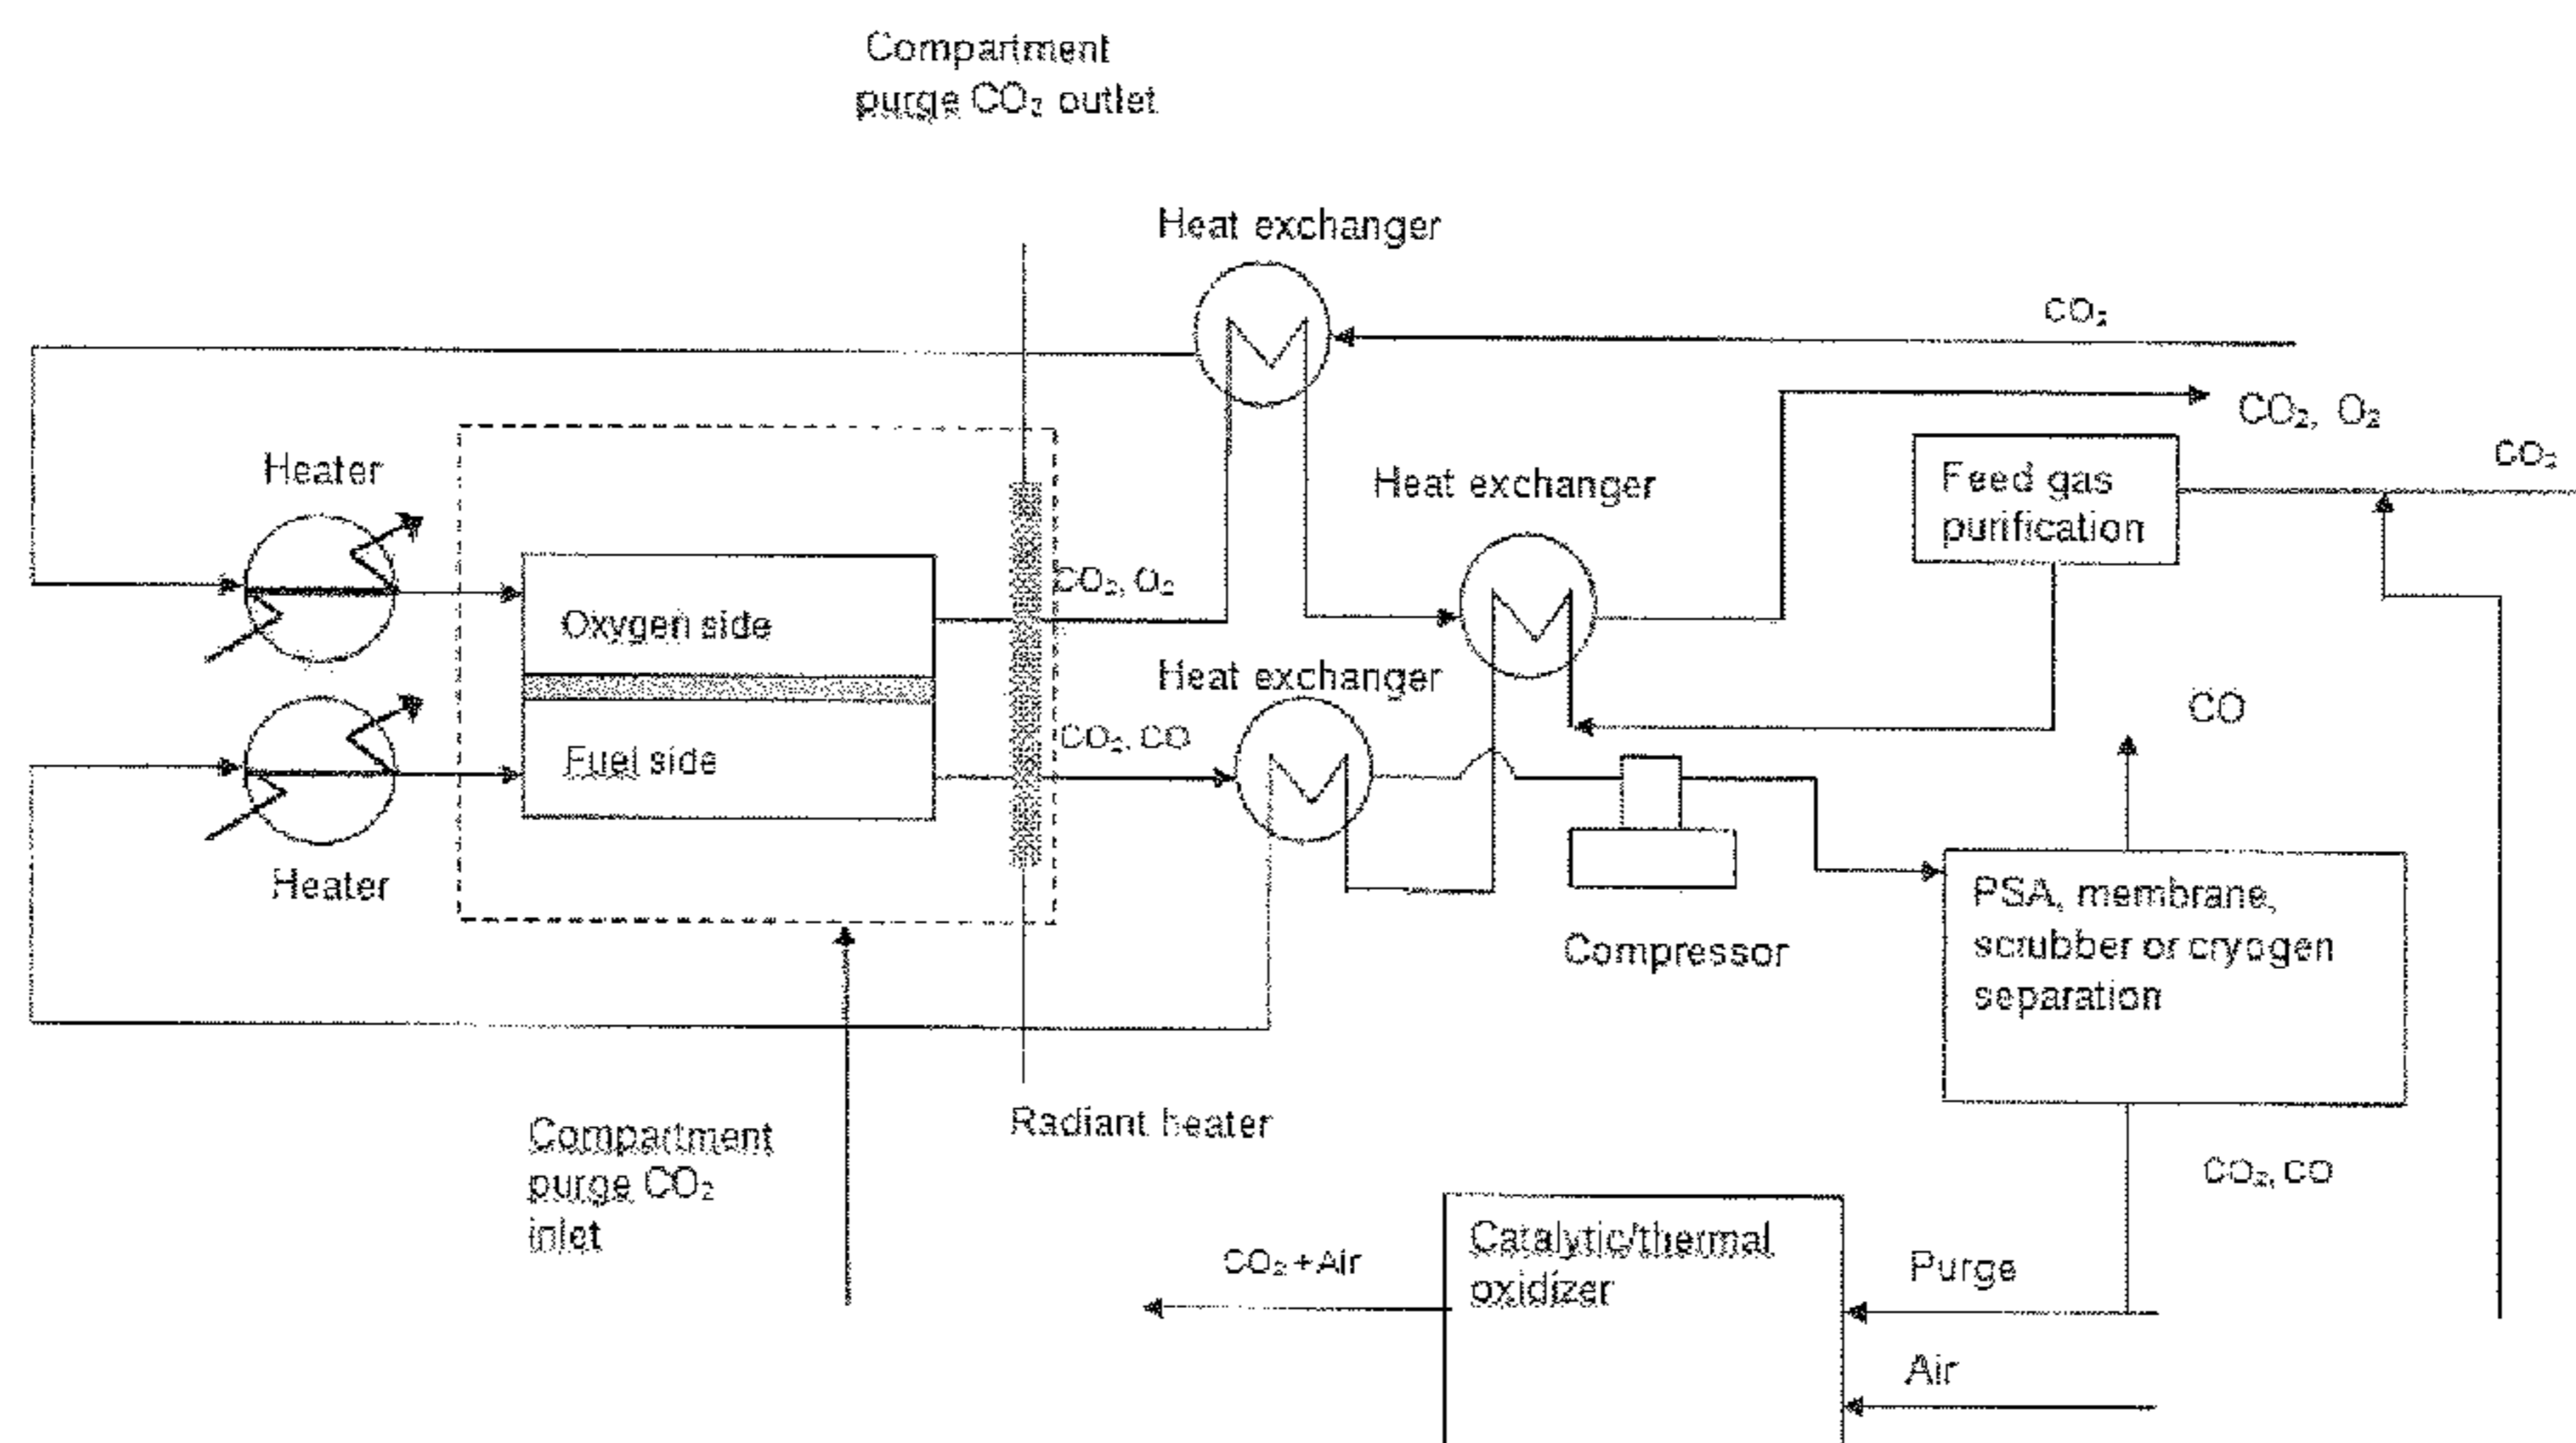 Compartment
purge CO₂ outlet
Heat exchanger
CO₂
CO₂, O₂
CO₂
Heater
Heat exchanger
Feed gas
purification
CO₂, O₂
Oxygen side
Heat exchanger
CO
CO₂, CO
Fuel side
Heater
PSA, membrane,
scrubber or cryogen
separation
Compressor
Radiant heater
Compartment
purge CO₂
inlet
CO₂, CO
Catalytic/thermal
oxidizer
CO₂ +Air
Purge
Air